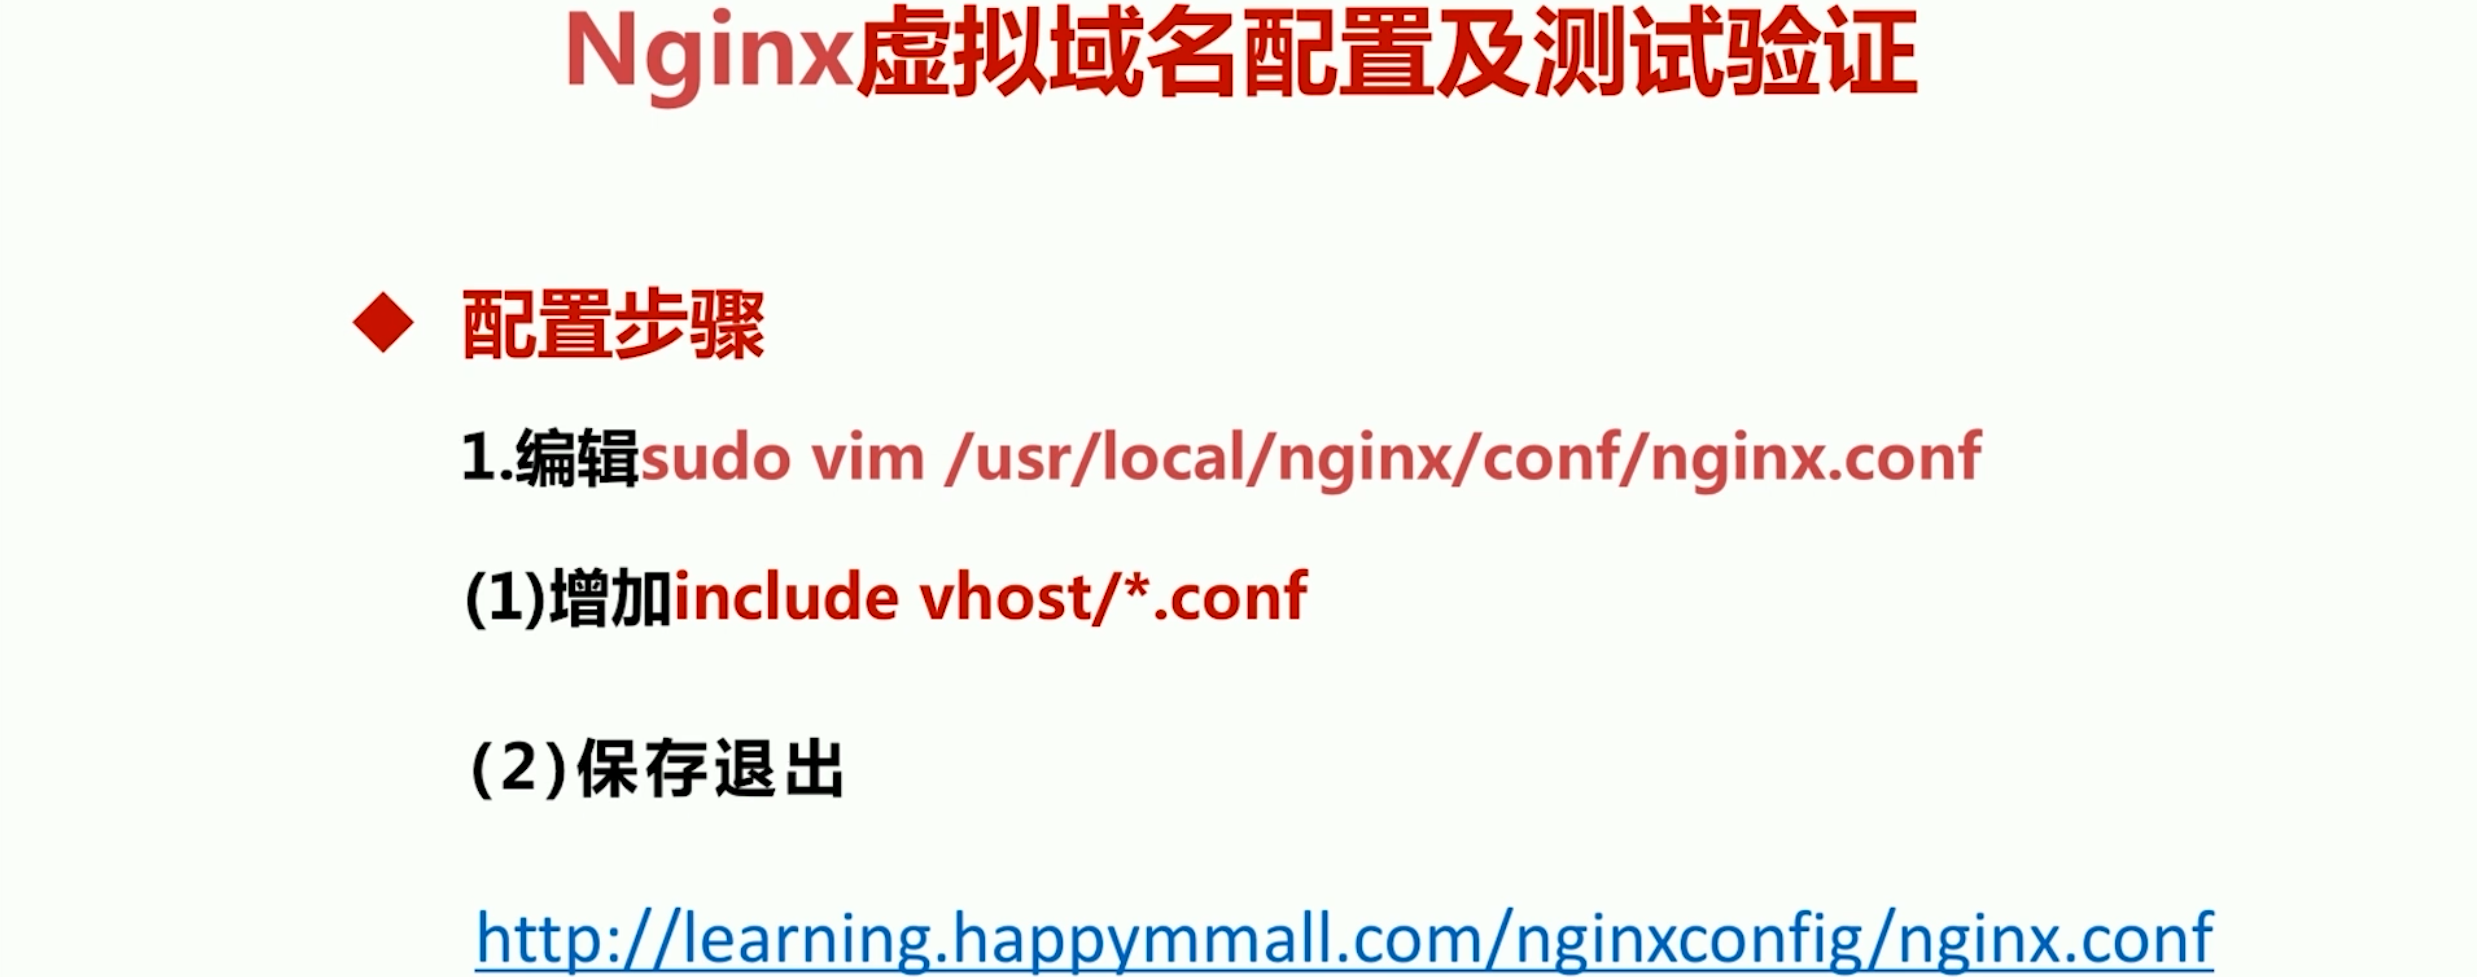 Nginx虚拟域名配置及测试验证
◆ 配置步骤
1.编辑sudo vim /usr/local/nginx/conf/nginx.conf
(1)增加include vhost/*.conf
(2)保存退出
http://learning.happymmall.com/nginxconfig/nginx.conf